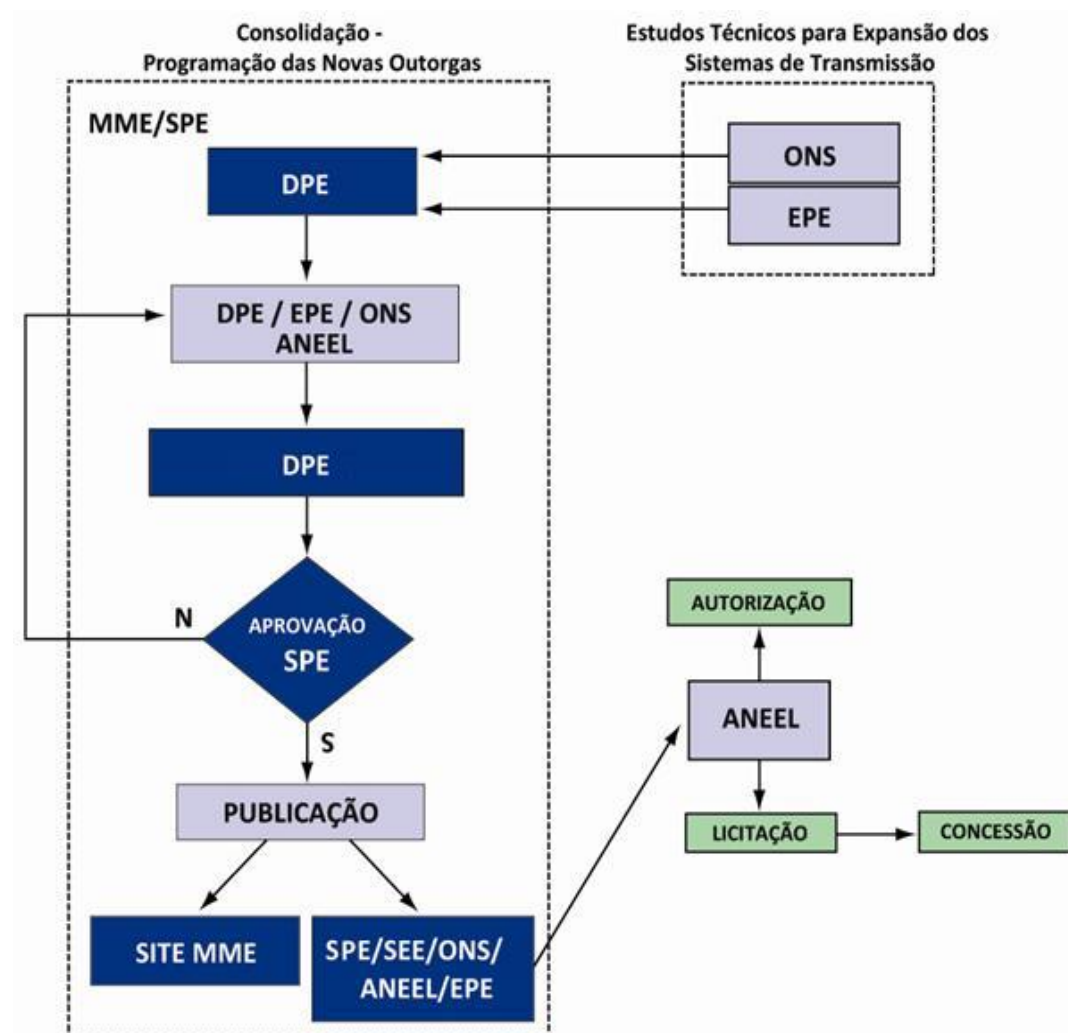 Consolidação -
Programação das Novas Outorgas
Estudos Técnicos para Expansão dos
Sistemas de Transmissão
MME/SPE
DPE
ONS
EPE
DPE / EPE / ONS
ANEEL
DPE
N
APROVAÇÃO
SPE
S
PUBLICAÇÃO
SITE MME
SPE/SEE/ONS/
ANEEL/EPE
AUTORIZAÇÃO
ANEEL
LICITAÇÃO
CONCESSÃO